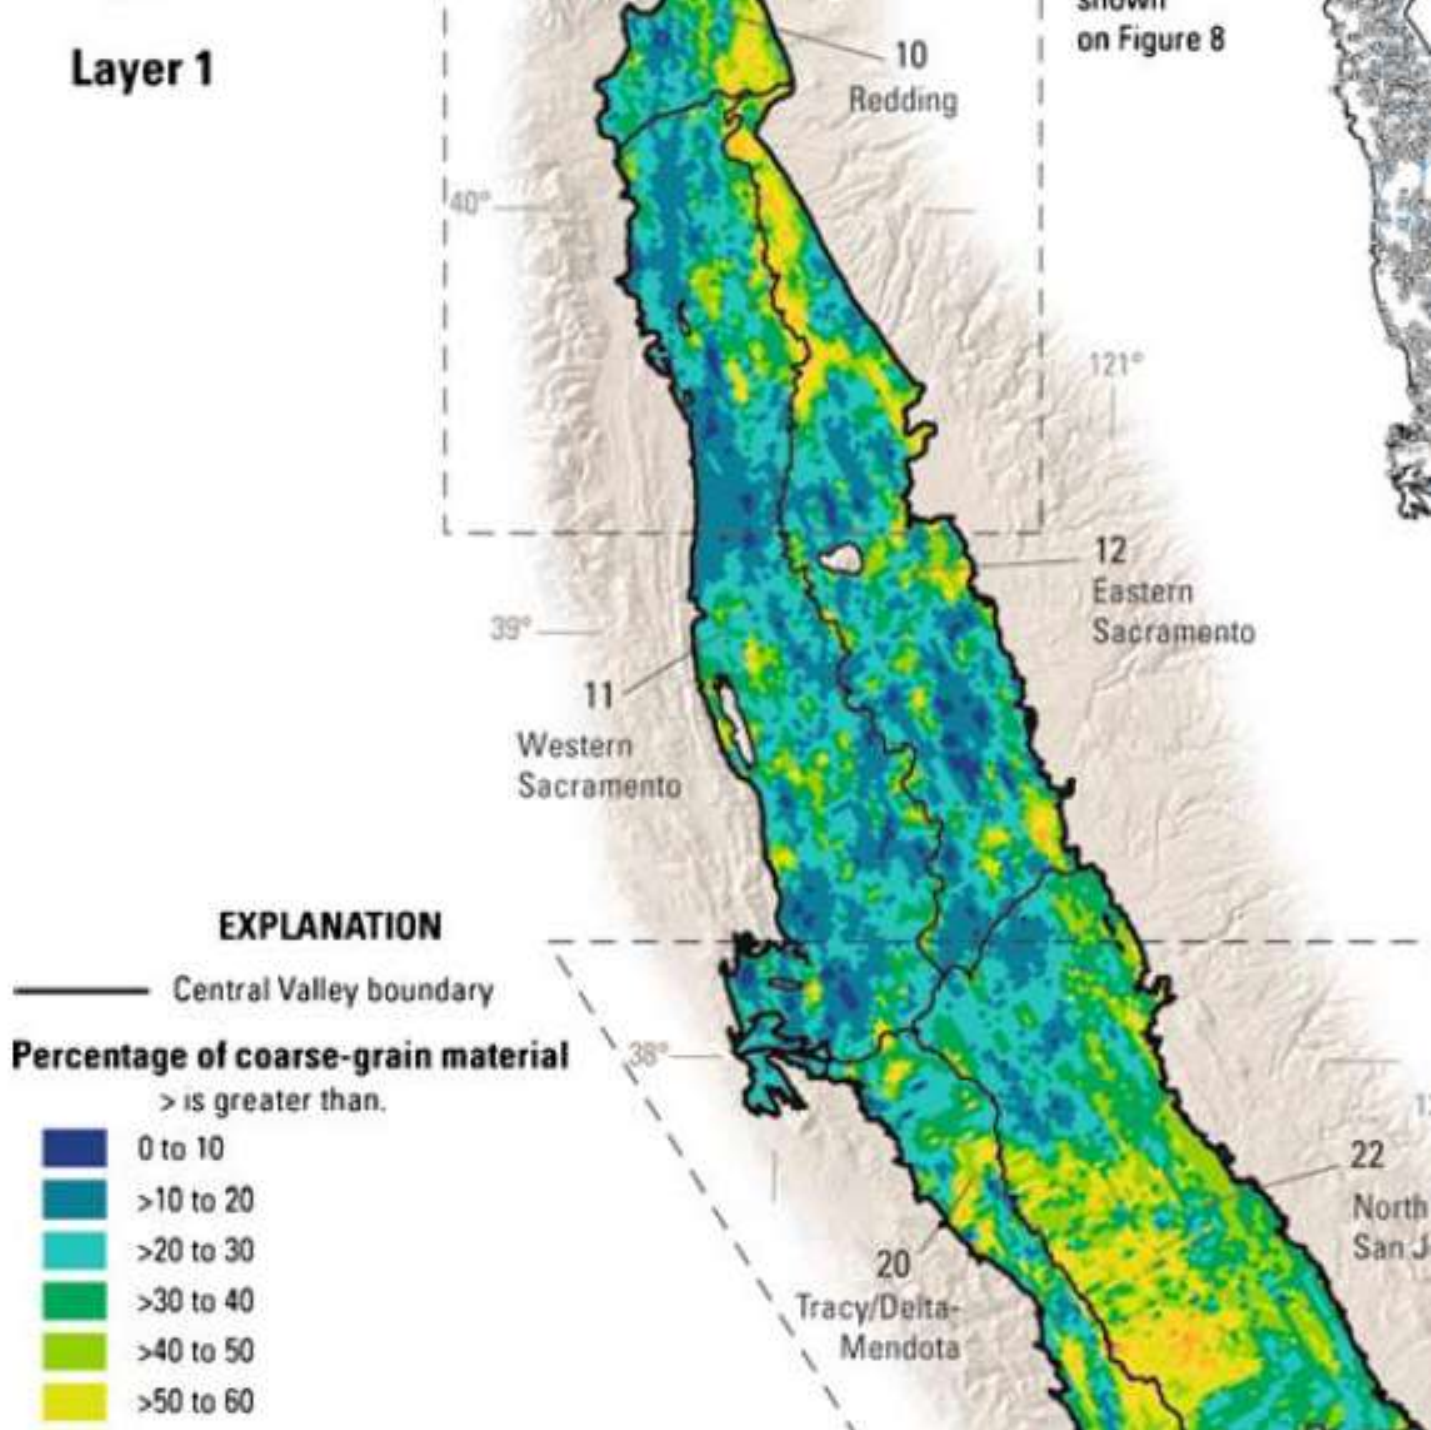 Layer 1
shown
on Figure 8
10
Redding
40°
121°
12
Eastern
Sacramento
39°
11
Western
Sacramento
EXPLANATION
Central Valley boundary
Percentage of coarse-grain material
> is greater than.
0 to 10
>10 to 20
>20 to 30
>30 to 40
>40 to 50
>50 to 60
38°
22
North
San J
20
Tracy/Delta-
Mendota